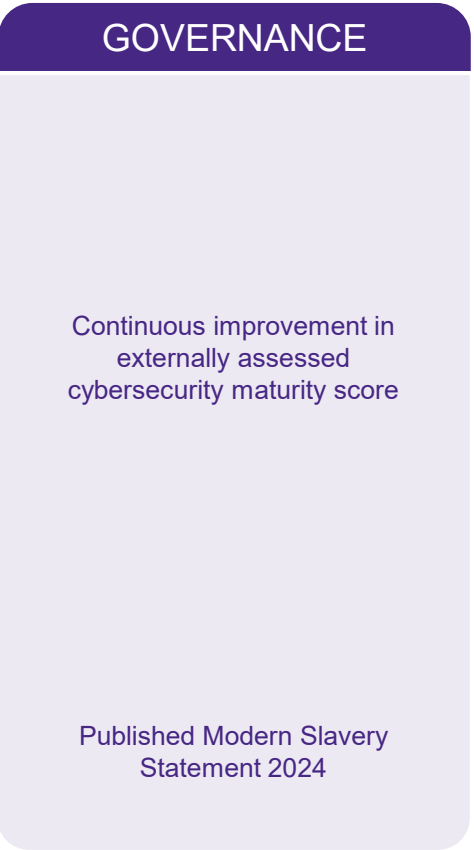 GOVERNANCE
Continuous improvement in
externally assessed
cybersecurity maturity score
Published Modern Slavery
Statement 2024